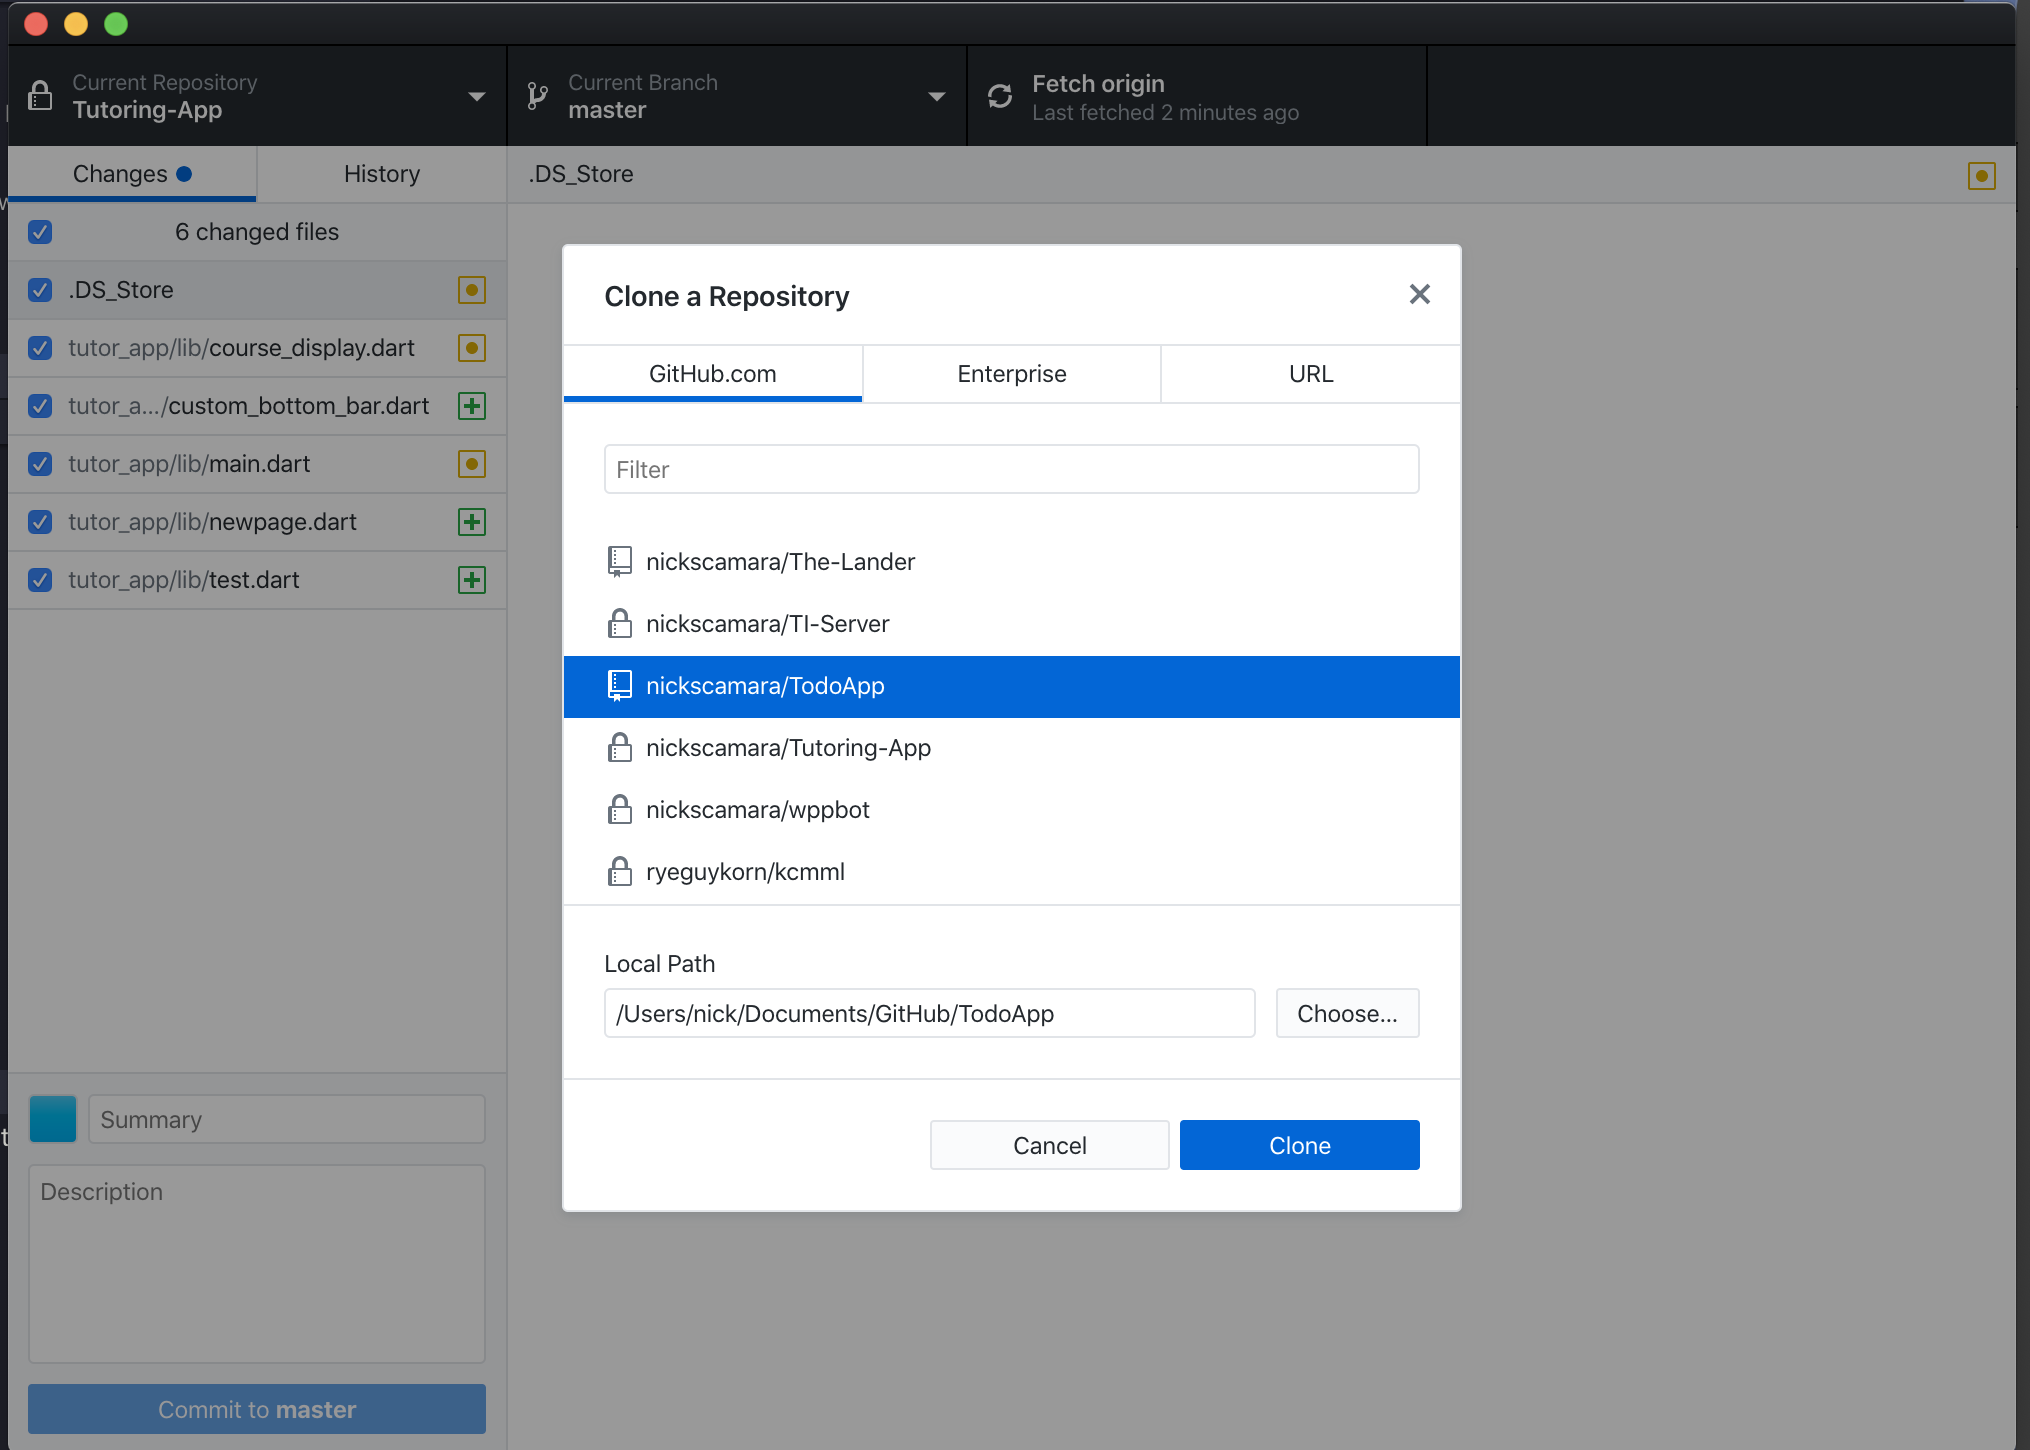 Current Repository
Tutoring-App
Current Branch
master
Fetch origin
Last fetched 2 minutes ago
Changes
History
.DS_Store
6 changed files
.DS_Store
tutor_app/lib/course_display.dart
tutor_a.../custom_bottom_bar.dart
tutor_app/lib/main.dart
tutor_app/lib/newpage.dart
tutor_app/lib/test.dart
Summary
Description
Commit to master
Clone a Repository
GitHub.com
Enterprise
URL
Filter
nickscamara/The-Lander
nickscamara/TI-Server
nickscamara/TodoApp
nickscamara/Tutoring-App
nickscamara/wppbot
ryeguykorn/kcmml
Local Path
/Users/nick/Documents/GitHub/TodoApp
Choose...
Cancel
Clone